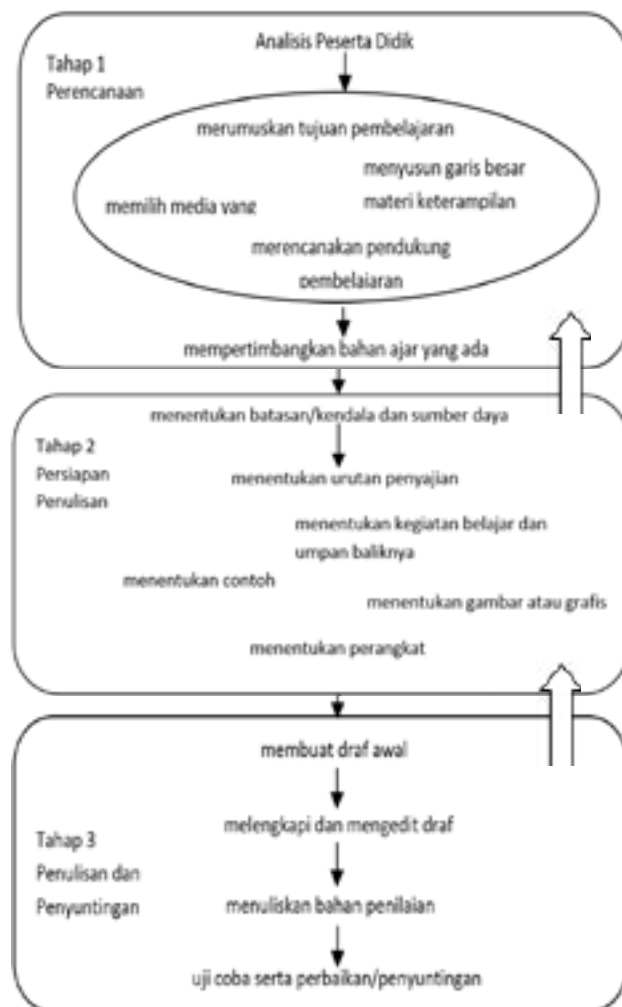 Analisis Peserta Didik
Tahap 1
Perencanaan
merumuskan tujuan pembelajaran
menyusun garis besar
materi keterampilan
memilih media yang
merencanakan pendukung
pembelajaran
mempertimbangkan bahan ajar yang ada
menentukan batasan/kendala dan sumber daya
Tahap 2
Persiapan
Penulisan
menentukan urutan penyajian
menentukan kegiatan belajar dan
umpan baliknya
menentukan contoh
menentukan gambar atau grafis
menentukan perangkat
membuat draf awal
melengkapi dan mengedit draf
Tahap 3
Penulisan dan
Penyuntingan
menuliskan bahan penilaian
uji coba serta perbaikan/penyuntingan